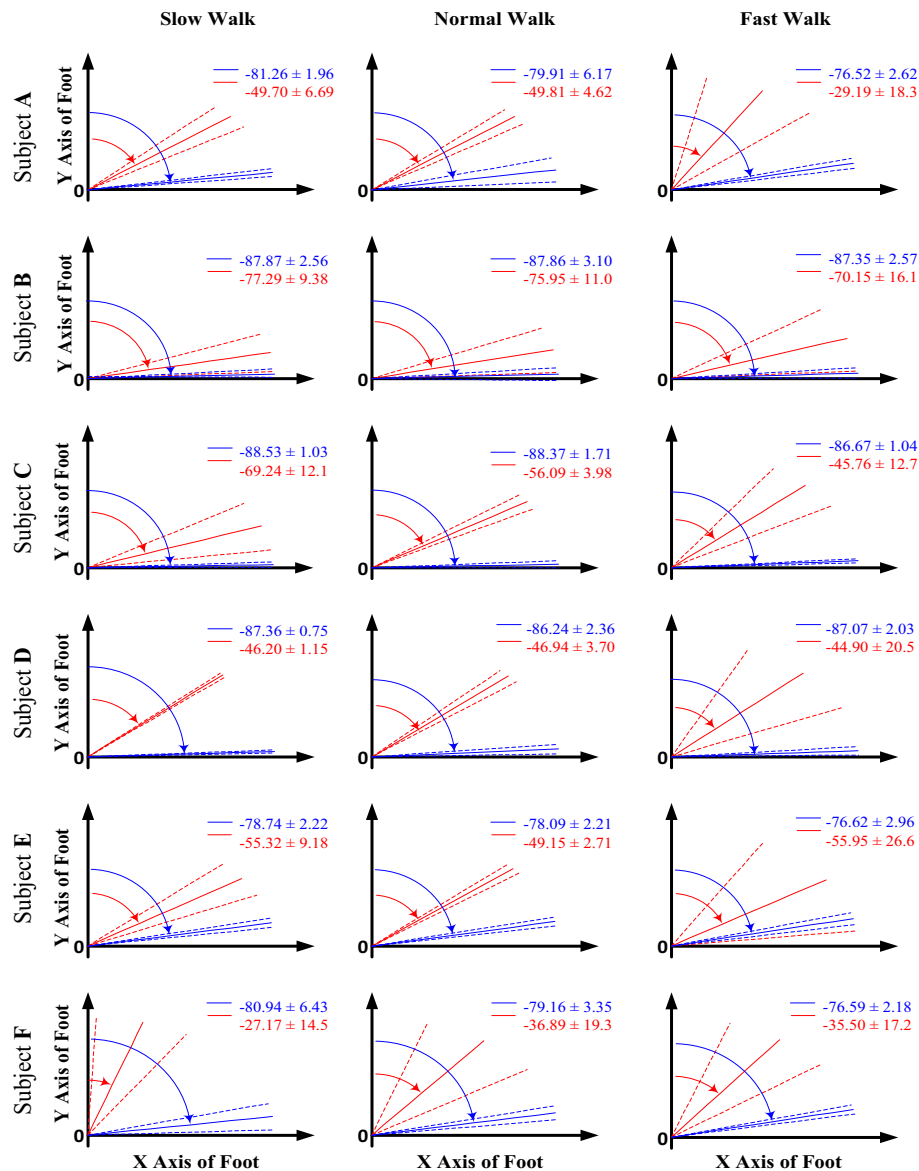 Slow Walk
Normal Walk
Fast Walk
Subject A
Y Axis of Foot
-81.26 ± 1.96
-49.70 ± 6.69
0
-79.91 ± 6.17
-49.81 ± 4.62
0
-76.52 ± 2.62
-29.19 ± 18.3
0
Subject B
Y Axis of Foot
-87.87 ± 2.56
-77.29 ± 9.38
0
-87.86 ± 3.10
-75.95 ± 11.0
0
-87.35 ± 2.57
-70.15 ± 16.1
0
Subject C
Y Axis of Foot
-88.53 ± 1.03
-69.24 ± 12.1
0
-88.37 ± 1.71
-56.09 ± 3.98
0
-86.67 ± 1.04
-45.76 ± 12.7
0
Subject D
Y Axis of Foot
-87.36 ± 0.75
-46.20 ± 1.15
0
-86.24 ± 2.36
-46.94 ± 3.70
0
-87.07 ± 2.03
-44.90 ± 20.5
0
Subject E
Y Axis of Foot
-78.74 ± 2.22
-55.32 ± 9.18
0
-78.09 ± 2.21
-49.15 ± 2.71
0
-76.62 ± 2.96
-55.95 ± 26.6
0
Subject F
Y Axis of Foot
-80.94 ± 6.43
-27.17 ± 14.5
0
-79.16 ± 3.35
-36.89 ± 19.3
0
-76.59 ± 2.18
-35.50 ± 17.2
0
X Axis of Foot
X Axis of Foot
X Axis of Foot